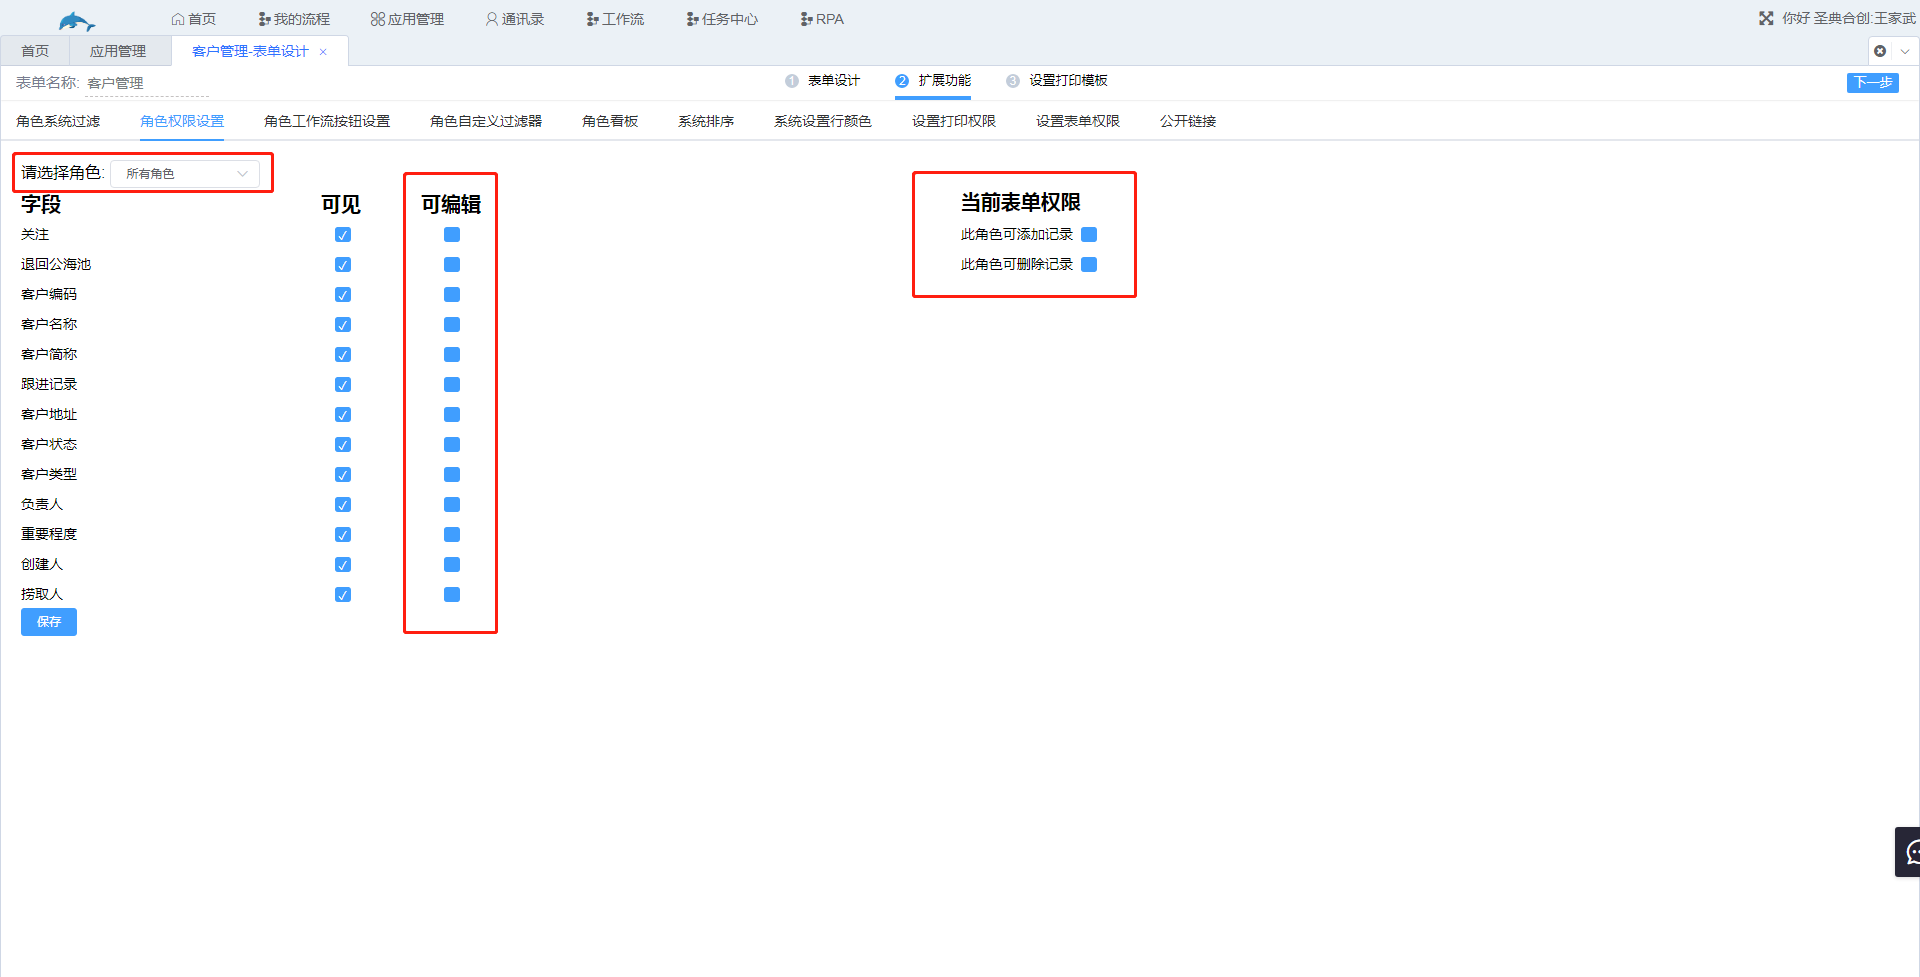 首页 我的流程 应用管理 通讯录 工作流 任务中心 RPA 你好 圣典合创:王家武
首页 应用管理 客户管理-表单设计 ×
表单名称: 客户管理 1 表单设计 2 扩展功能 3 设置打印模板 下一步
角色系统过滤 角色权限设置 角色工作流按钮设置 角色自定义过滤器 角色看板 系统排序 系统设置行颜色 设置打印权限 设置表单权限 公开链接
请选择角色: 所有角色
字段 可见 可编辑 当前表单权限
关注 此角色可添加记录
退回公海池 此角色可删除记录
客户编码
客户名称
客户简称
跟进记录
客户地址
客户状态
客户类型
负责人
重要程度
创建人
捞取人
保存